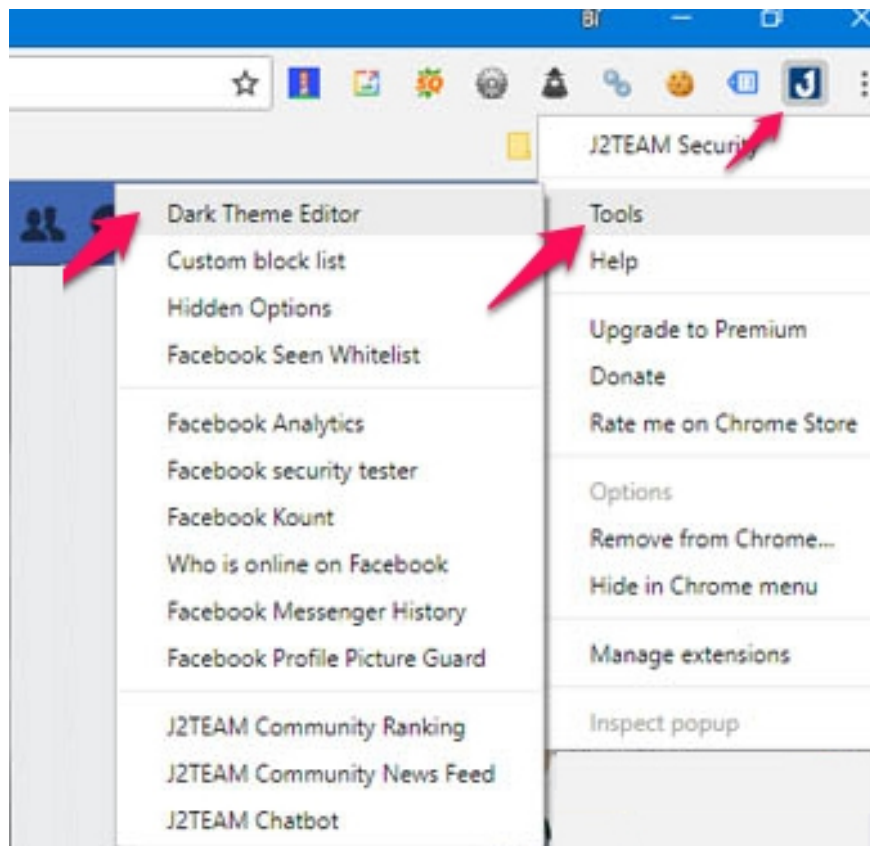 J2TEAM Security
Tools
Help
Upgrade to Premium
Donate
Rate me on Chrome Store
Options
Remove from Chrome...
Hide in Chrome menu
Manage extensions
Inspect popup
Dark Theme Editor
Custom block list
Hidden Options
Facebook Seen Whitelist
Facebook Analytics
Facebook security tester
Facebook Kount
Who is online on Facebook
Facebook Messenger History
Facebook Profile Picture Guard
J2TEAM Community Ranking
J2TEAM Community News Feed
J2TEAM Chatbot